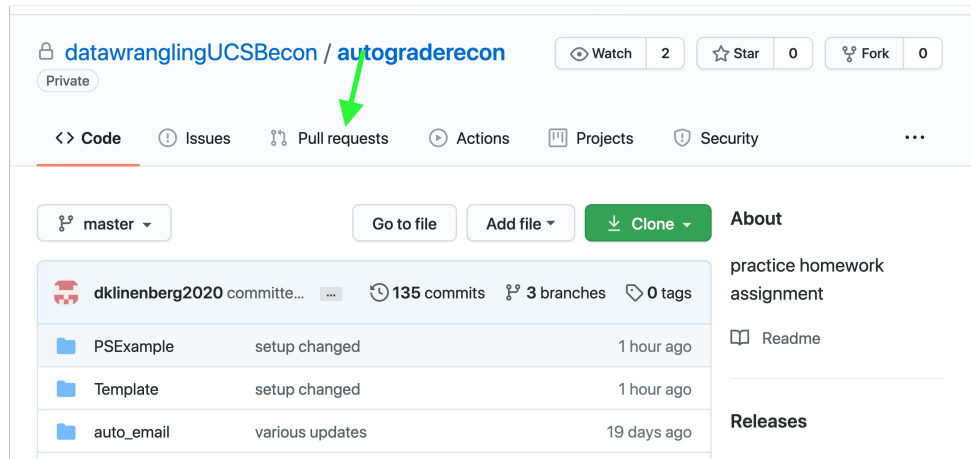 datawranglingUCSBecon / autograderecon Watch 2 Star 0 Fork 0
Private
<> Code Issues Pull requests Actions Projects Security ...
master Go to file Add file Clone About
practice homework
assignment
dklinenberg2020 committe... ... 135 commits 3 branches 0 tags
Readme
PSExample setup changed 1 hour ago
Template setup changed 1 hour ago
Releases
auto_email various updates 19 days ago